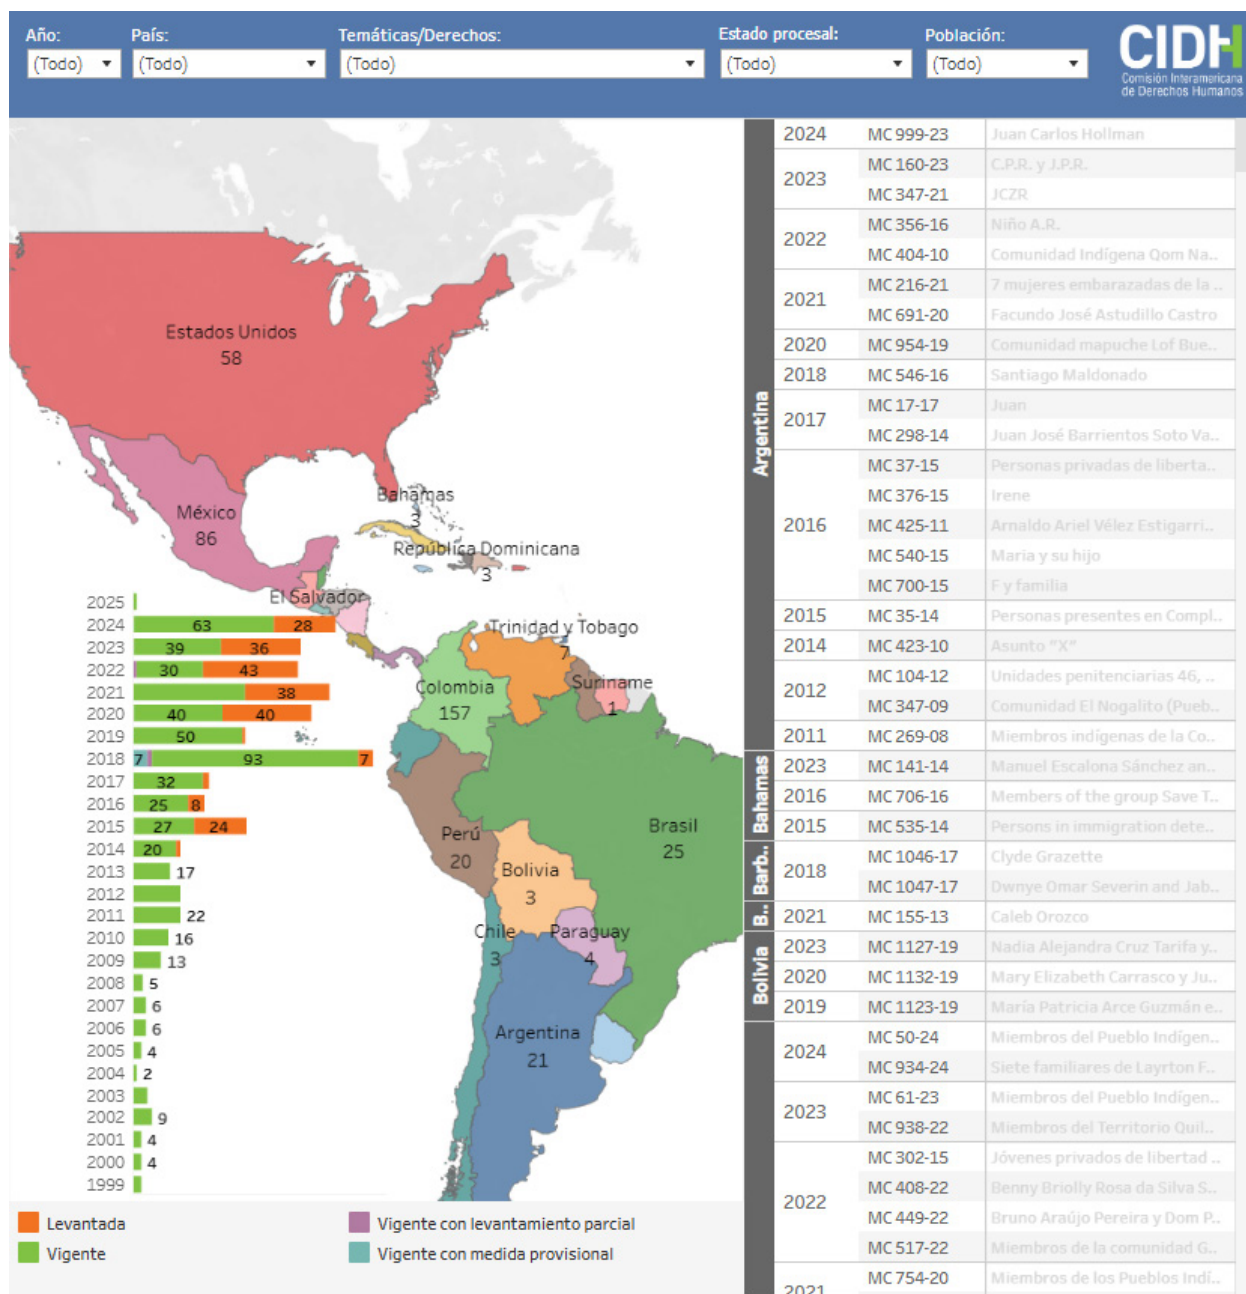 Año: País: Temáticas/Derechos: Estado procesal: Población:
(Todo) (Todo) (Todo) (Todo) (Todo)
CIDH
Comisión Interamericana
de Derechos Humanos
Estados Unidos
58
México
86
Bahamas
3
República Dominicana
3
El Salvador
Trinidad y Tobago
7
Colombia
157
Suriname
1
Perú
20
Brasil
25
Bolivia
3
Chile
3
Paraguay
4
Argentina
21
2025
2024 63 28
2023 39 36
2022 30 43
2021 38
2020 40 40
2019 50
2018 7 93 7
2017 32
2016 25 8
2015 27 24
2014 20
2013 17
2012
2011 22
2010 16
2009 13
2008 5
2007 6
2006 6
2005 4
2004 2
2003
2002 9
2001 4
2000 4
1999
Levantada
Vigente
Vigente con levantamiento parcial
Vigente con medida provisional
Argentina
2024 MC 999-23 Juan Carlos Hollman
2023 MC 160-23 C.P.R. y J.P.R.
MC 347-21 JCZR
2022 MC 356-16 Niño A.R.
MC 404-10 Comunidad Indígena Qom Na..
2021 MC 216-21 7 mujeres embarazadas de la ..
MC 691-20 Facundo José Astudillo Castro
2020 MC 954-19 Comunidad mapuche Lof Bue..
2018 MC 546-16 Santiago Maldonado
2017 MC 17-17 Juan
MC 298-14 Juan José Barrientos Soto Va..
2016 MC 37-15 Personas privadas de liberta..
MC 376-15 Irene
MC 425-11 Arnaldo Ariel Vélez Estigarri..
MC 540-15 Maria y su hijo
MC 700-15 F y familia
2015 MC 35-14 Personas presentes en Compl..
2014 MC 423-10 Asunto "X"
2012 MC 104-12 Unidades penitenciarias 46, ..
MC 347-09 Comunidad El Nogalito (Pueb..
2011 MC 269-08 Miembros indígenas de la Co..
Bahamas
2023 MC 141-14 Manuel Escalona Sánchez an..
2016 MC 706-16 Members of the group Save T..
2015 MC 535-14 Persons in immigration dete..
Barb..
2018 MC 1046-17 Clyde Grazette
MC 1047-17 Dwnye Omar Severin and Jab..
B..
2021 MC 155-13 Caleb Orozco
Bolivia
2023 MC 1127-19 Nadia Alejandra Cruz Tarifa y..
2020 MC 1132-19 Mary Elizabeth Carrasco y Ju..
2019 MC 1123-19 María Patricia Arce Guzmán e..
2024 MC 50-24 Miembros del Pueblo Indígen..
MC 934-24 Siete familiares de Layrton F..
2023 MC 61-23 Miembros del Pueblo Indígen..
MC 938-22 Miembros del Territorio Quil..
2022 MC 302-15 Jóvenes privados de libertad ..
MC 408-22 Benny Briolly Rosa da Silva S..
MC 449-22 Bruno Araújo Pereira y Dom P..
MC 517-22 Miembros de la comunidad G..
2021 MC 754-20 Miembros de los Pueblos Indí..